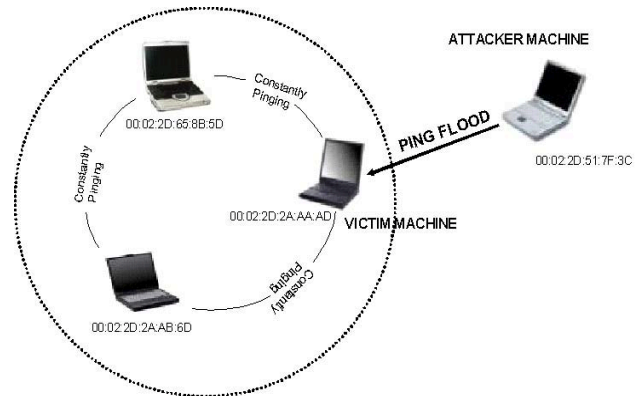 ATTACKER MACHINE
Constantly
Pinging
PING FLOOD
00:02:2D:65:8B:5D
00:02:2D:51:7F:3C
Constantly
Pinging
00:02:2D:2A:AA:AD
VICTIM MACHINE
Constantly
Pinging
00:02:2D:2A:AB:6D